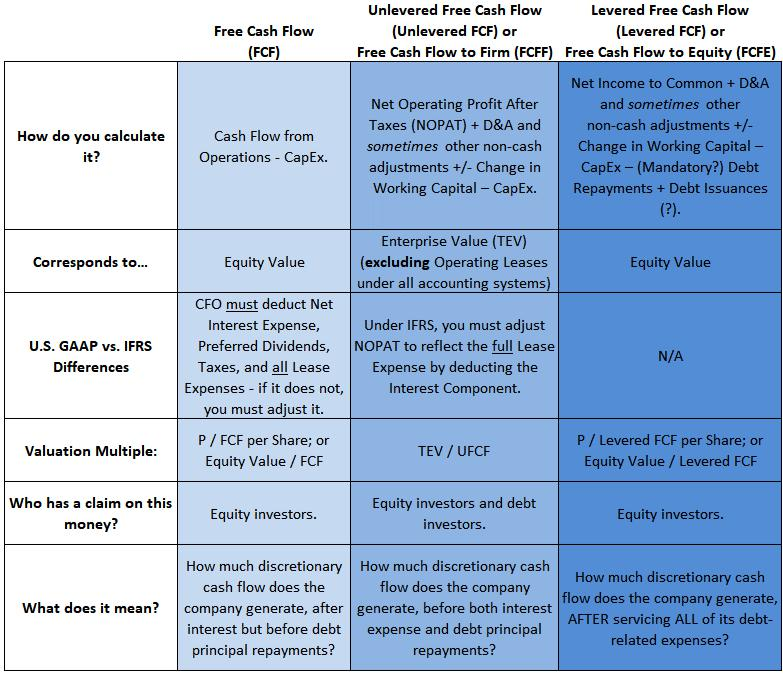 Free Cash Flow
(FCF)
Unlevered Free Cash Flow
(Unlevered FCF) or
Free Cash Flow to Firm (FCFF)
Levered Free Cash Flow
(Levered FCF) or
Free Cash Flow to Equity (FCFE)
How do you calculate
it?
Cash Flow from
Operations - CapEx.
Net Operating Profit After
Taxes (NOPAT) + D&A and
sometimes other non-cash
adjustments +/- Change in
Working Capital – CapEx.
Net Income to Common + D&A
and sometimes other
non-cash adjustments +/-
Change in Working Capital –
CapEx – (Mandatory?) Debt
Repayments + Debt Issuances
(?).
Corresponds to…
Equity Value
Enterprise Value (TEV)
(excluding Operating Leases
under all accounting systems)
Equity Value
U.S. GAAP vs. IFRS
Differences
CFO must deduct Net
Interest Expense,
Preferred Dividends,
Taxes, and all Lease
Expenses - if it does not,
you must adjust it.
Under IFRS, you must adjust
NOPAT to reflect the full Lease
Expense by deducting the
Interest Component.
N/A
Valuation Multiple:
P / FCF per Share; or
Equity Value / FCF
TEV / UFCF
P / Levered FCF per Share; or
Equity Value / Levered FCF
Who has a claim on this
money?
Equity investors.
Equity investors and debt
investors.
Equity investors.
What does it mean?
How much discretionary
cash flow does the
company generate, after
interest but before debt
principal repayments?
How much discretionary cash
flow does the company
generate, before both interest
expense and debt principal
repayments?
How much discretionary cash
flow does the company generate,
AFTER servicing ALL of its debt-
related expenses?